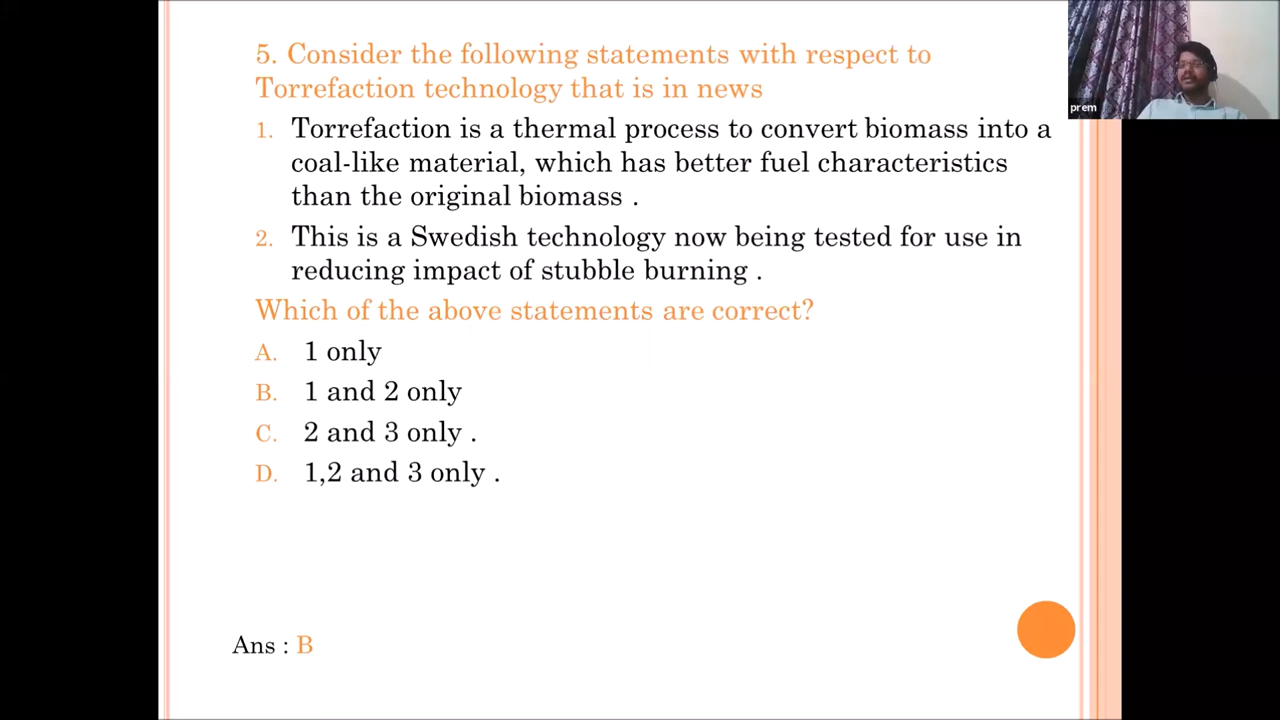 5. Consider the following statements with respect to
Torrefaction technology that is in news
1. Torrefaction is a thermal process to convert biomass into a
coal-like material, which has better fuel characteristics
than the original biomass .
2. This is a Swedish technology now being tested for use in
reducing impact of stubble burning .
Which of the above statements are correct?
A. 1 only
B. 1 and 2 only
C. 2 and 3 only .
D. 1,2 and 3 only .
Ans : B
prem